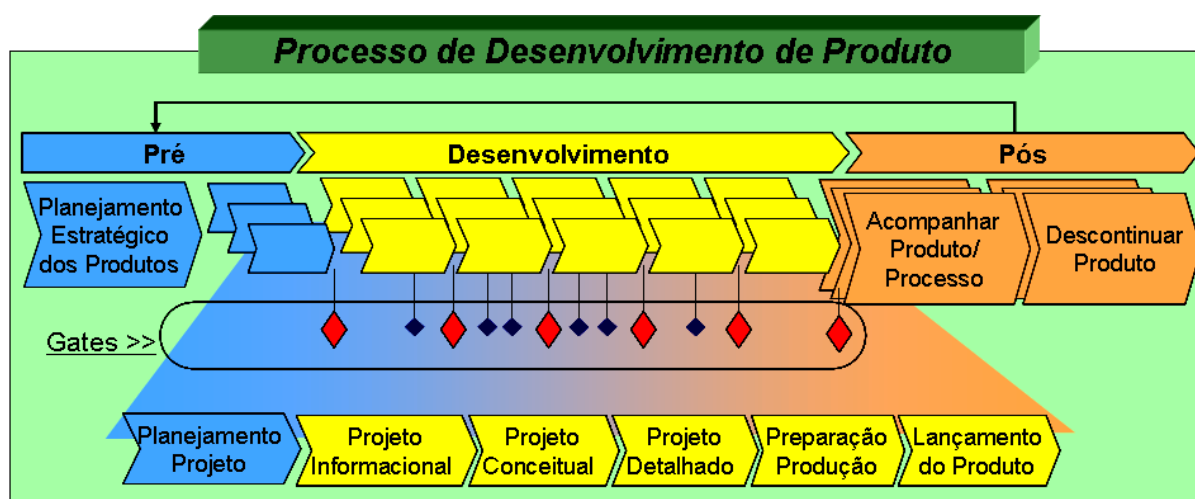 Processo de Desenvolvimento de Produto
Pré
Desenvolvimento
Pós
Planejamento
Estratégico
dos Produtos
Acompanhar
Produto/
Processo
Descontinuar
Produto
Gates >>
Planejamento
Projeto
Projeto
Informacional
Projeto
Conceitual
Projeto
Detalhado
Preparação
Produção
Lançamento
do Produto